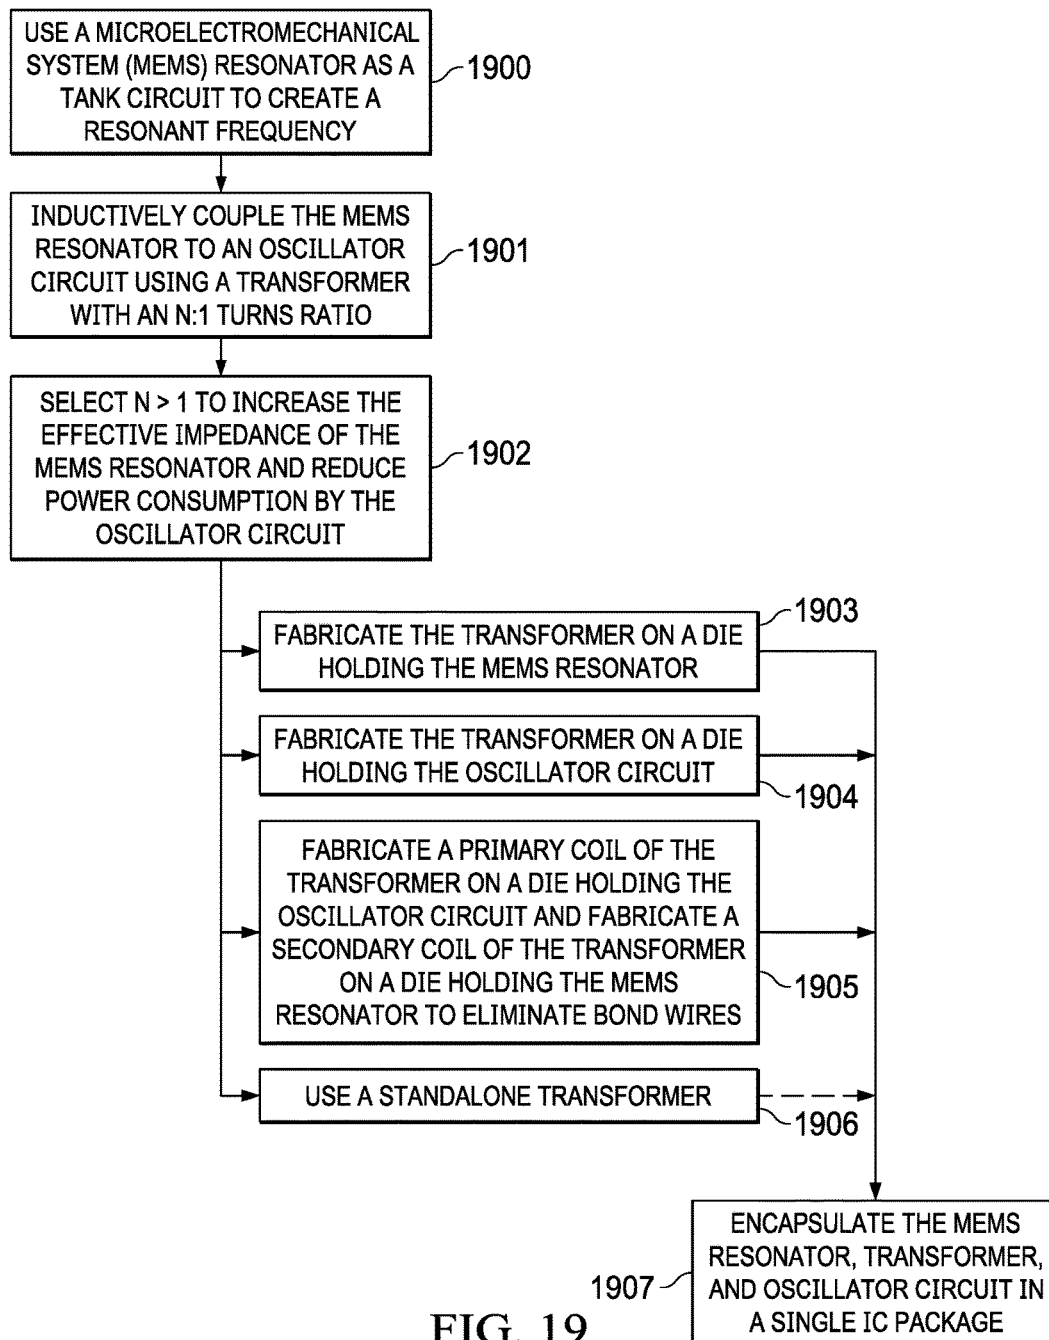 USE A MICROELECTROMECHANICAL
SYSTEM (MEMS) RESONATOR AS A
TANK CIRCUIT TO CREATE A
RESONANT FREQUENCY
1900
INDUCTIVELY COUPLE THE MEMS
RESONATOR TO AN OSCILLATOR
CIRCUIT USING A TRANSFORMER
WITH AN N:1 TURNS RATIO
1901
SELECT N > 1 TO INCREASE THE
EFFECTIVE IMPEDANCE OF THE
MEMS RESONATOR AND REDUCE
POWER CONSUMPTION BY THE
OSCILLATOR CIRCUIT
1902
FABRICATE THE TRANSFORMER ON A DIE
HOLDING THE MEMS RESONATOR
1903
FABRICATE THE TRANSFORMER ON A DIE
HOLDING THE OSCILLATOR CIRCUIT
1904
FABRICATE A PRIMARY COIL OF THE
TRANSFORMER ON A DIE HOLDING THE
OSCILLATOR CIRCUIT AND FABRICATE A
SECONDARY COIL OF THE TRANSFORMER
ON A DIE HOLDING THE MEMS
RESONATOR TO ELIMINATE BOND WIRES
1905
USE A STANDALONE TRANSFORMER
1906
ENCAPSULATE THE MEMS
RESONATOR, TRANSFORMER,
AND OSCILLATOR CIRCUIT IN
A SINGLE IC PACKAGE
1907
FIG. 19